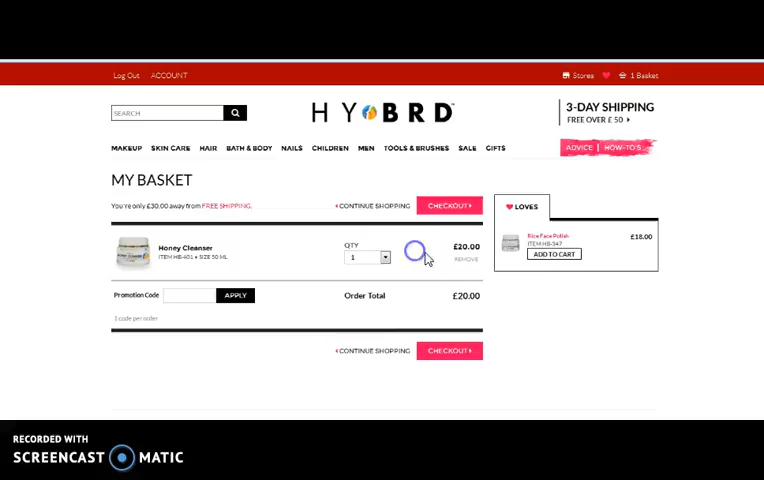 Log Out ACCOUNT
Stores 1 Basket
SEARCH
HYBRD
3-DAY SHIPPING
FREE OVER £ 50
MAKEUP SKIN CARE HAIR BATH & BODY NAILS CHILDREN MEN TOOLS & BRUSHES SALE GIFTS
ADVICE | HOW-TO'S
MY BASKET
You're only £30.00 away from FREE SHIPPING.
CONTINUE SHOPPING
CHECKOUT
LOVES
Honey Cleanser
ITEM HB-401 • SIZE 50 ML
QTY
1
£20.00
REMOVE
Rice Face Polish
ITEM HB-347
£18.00
ADD TO CART
Promotion Code
APPLY
Order Total
£20.00
1 code per order
CONTINUE SHOPPING
CHECKOUT
RECORDED WITH
SCREENCAST MATIC